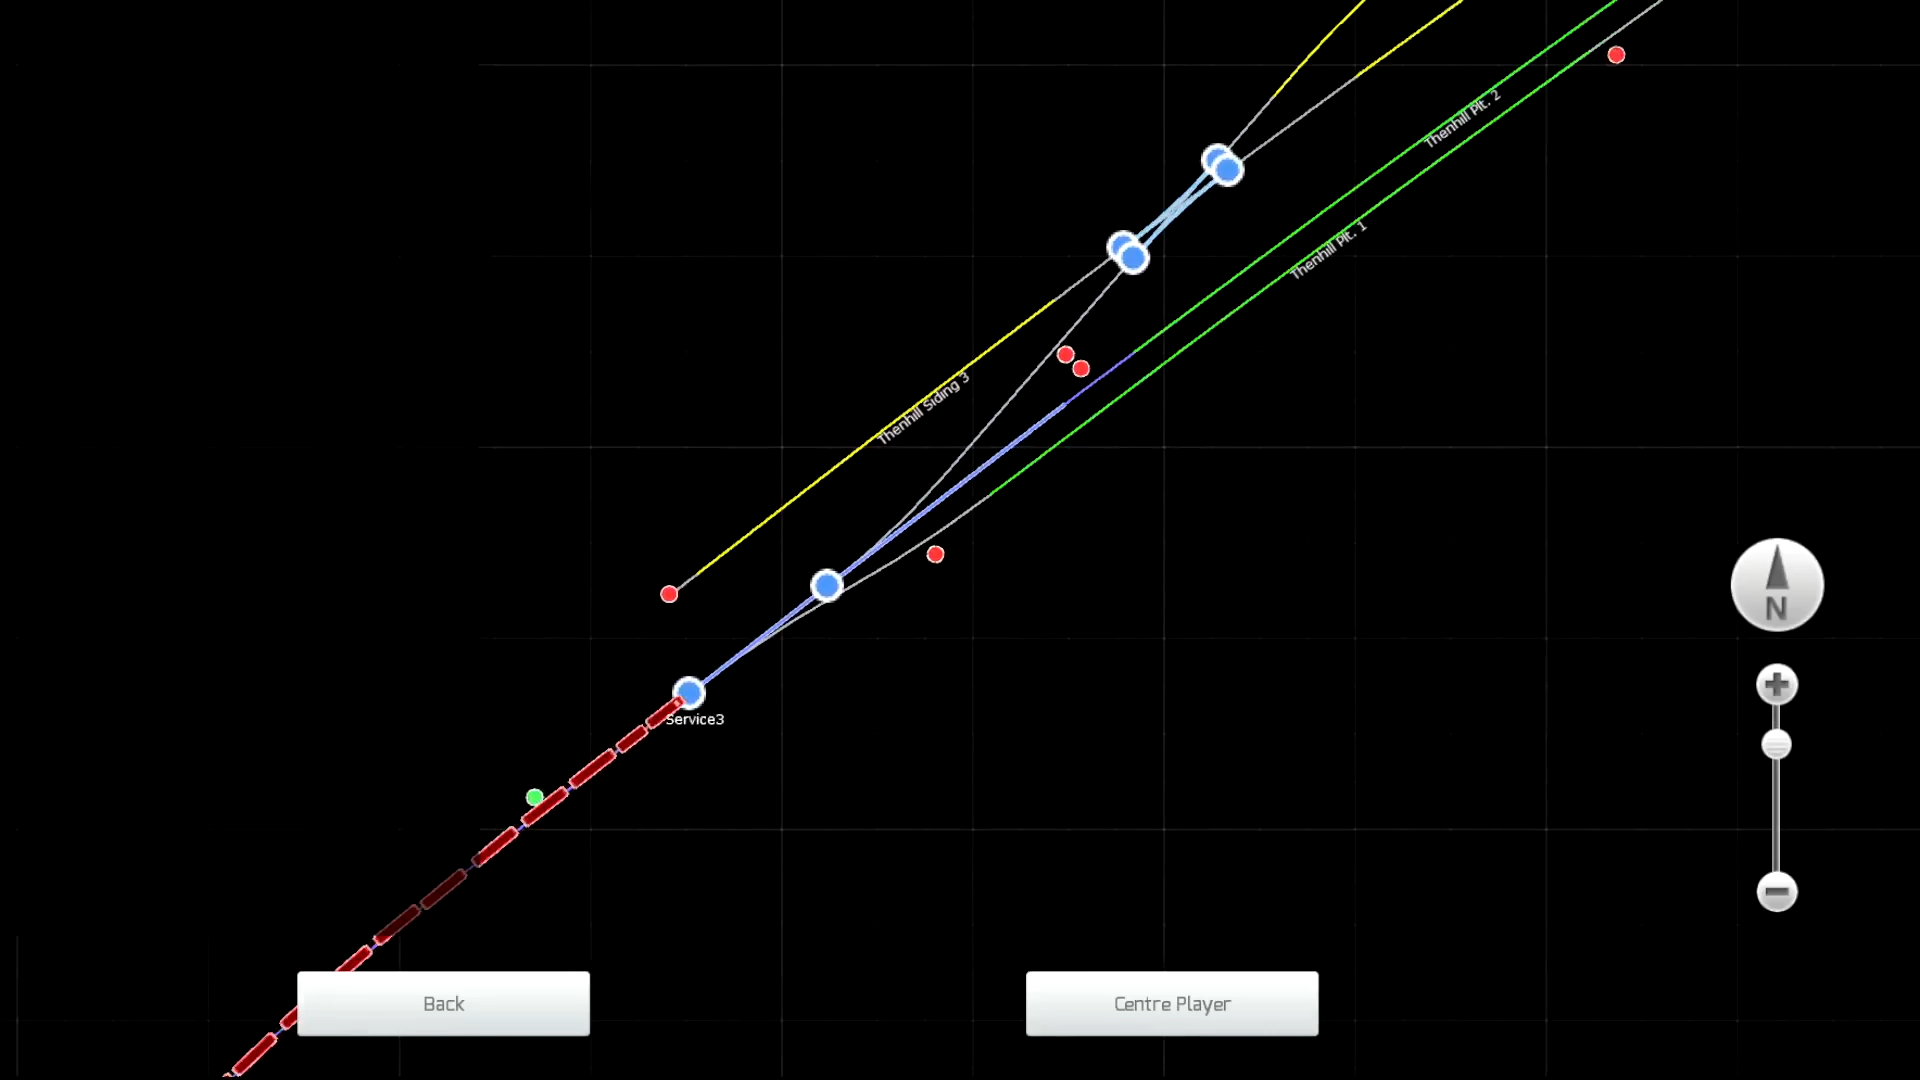 Thenhill Plt. 2
Thenhill Plt. 1
Thenhill Siding 3
N
Service3
Back
Centre Player